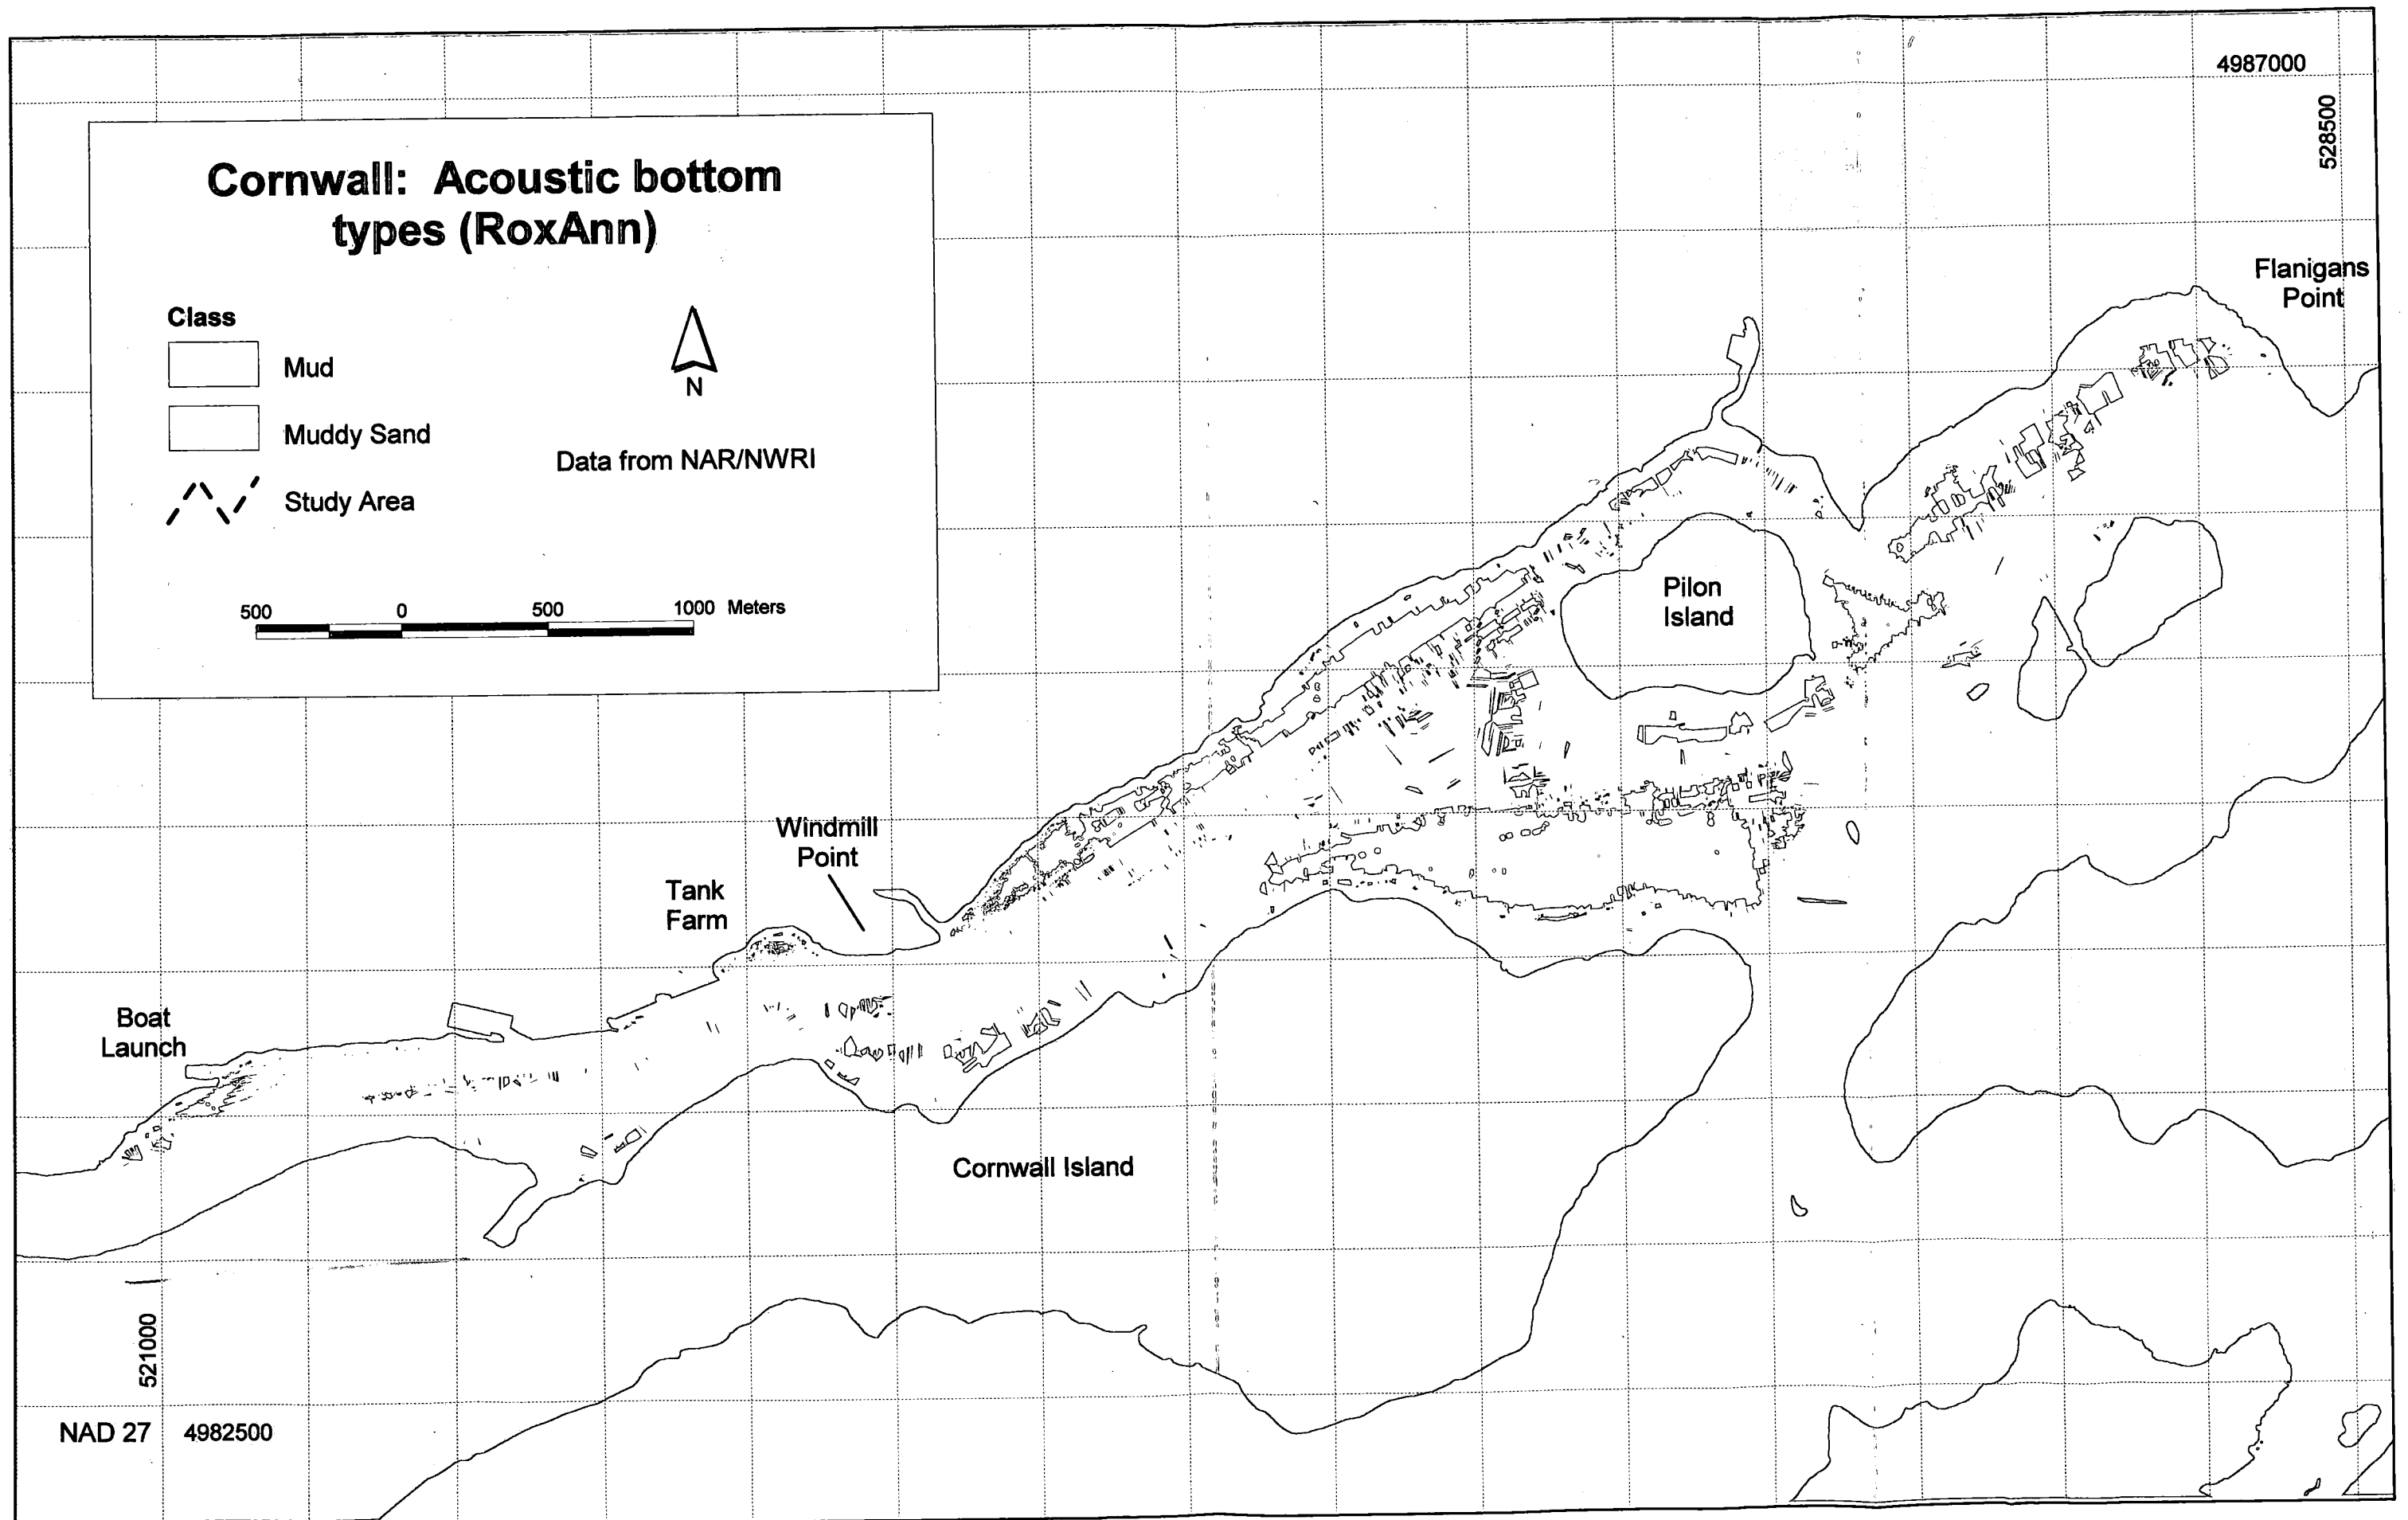 4987000
528500
Cornwall: Acoustic bottom
types (RoxAnn)
Class
Mud
Muddy Sand
Study Area
N
Data from NAR/NWRI
500 0 500 1000 Meters
Flanigans
Point
Pilon
Island
Windmill
Point
Tank
Farm
Boat
Launch
Cornwall Island
521000
NAD 27 4982500